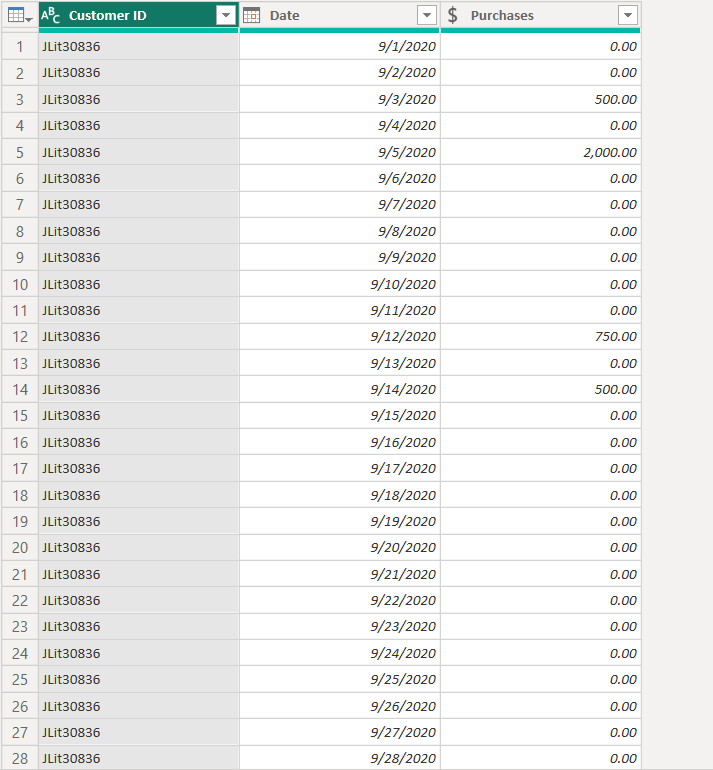 ABC Customer ID Date $ Purchases
1 JLit30836 9/1/2020 0.00
2 JLit30836 9/2/2020 0.00
3 JLit30836 9/3/2020 500.00
4 JLit30836 9/4/2020 0.00
5 JLit30836 9/5/2020 2,000.00
6 JLit30836 9/6/2020 0.00
7 JLit30836 9/7/2020 0.00
8 JLit30836 9/8/2020 0.00
9 JLit30836 9/9/2020 0.00
10 JLit30836 9/10/2020 0.00
11 JLit30836 9/11/2020 0.00
12 JLit30836 9/12/2020 750.00
13 JLit30836 9/13/2020 0.00
14 JLit30836 9/14/2020 500.00
15 JLit30836 9/15/2020 0.00
16 JLit30836 9/16/2020 0.00
17 JLit30836 9/17/2020 0.00
18 JLit30836 9/18/2020 0.00
19 JLit30836 9/19/2020 0.00
20 JLit30836 9/20/2020 0.00
21 JLit30836 9/21/2020 0.00
22 JLit30836 9/22/2020 0.00
23 JLit30836 9/23/2020 0.00
24 JLit30836 9/24/2020 0.00
25 JLit30836 9/25/2020 0.00
26 JLit30836 9/26/2020 0.00
27 JLit30836 9/27/2020 0.00
28 JLit30836 9/28/2020 0.00